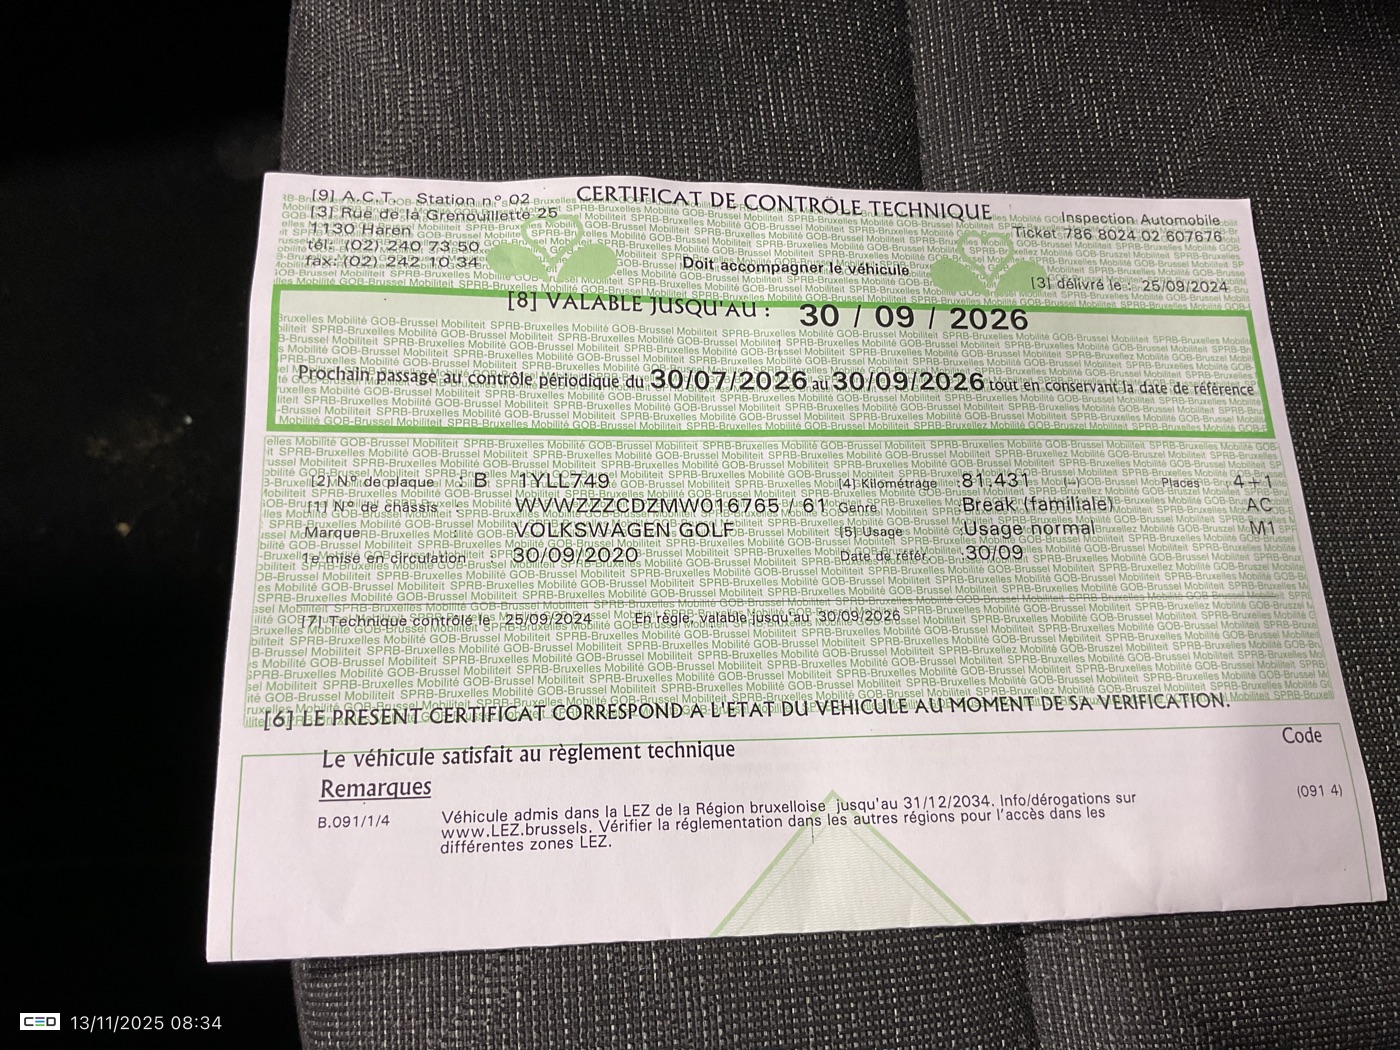 [9] A.C.T. Station n° 02
CERTIFICAT DE CONTROLE TECHNIQUE
[3] Rue de la Grenouillette 25
Inspection Automobile
1130 Haren
Ticket 786 8024 02 607676
tél: (02) 240 73 50
fax: (02) 242 10 34
Doit accompagner le véhicule
[3] délivré le : 25/09/2024
[8] VALABLE JUSQU'AU : 30 / 09 / 2026
Prochain passage au contrôle périodique du 30/07/2026 au 30/09/2026 tout en conservant la date de référence
[2] N° de plaque : B 1YLL749 [4] Kilométrage :81.431 (-) Places : 4+1
[1] N° de châssis : WVWZZZCDZMW016765 / 61 Genre :Break (familiale) AC
Marque : VOLKSWAGEN GOLF [5] Usage :Usage normal M1
1e mise en circulation : 30/09/2020 Date de référ. :30/09
[7] Technique contrôlé le 25/09/2024 En règle, valable jusqu'au 30/09/2026
[6] LE PRESENT CERTIFICAT CORRESPOND A L'ETAT DU VEHICULE AU MOMENT DE SA VERIFICATION.
Code
Le véhicule satisfait au règlement technique
Remarques
B.091/1/4 Véhicule admis dans la LEZ de la Région bruxelloise jusqu'au 31/12/2034. Info/dérogations sur (091 4)
www.LEZ.brussels. Vérifier la réglementation dans les autres régions pour l'accès dans les
différentes zones LEZ.
CED 13/11/2025 08:34